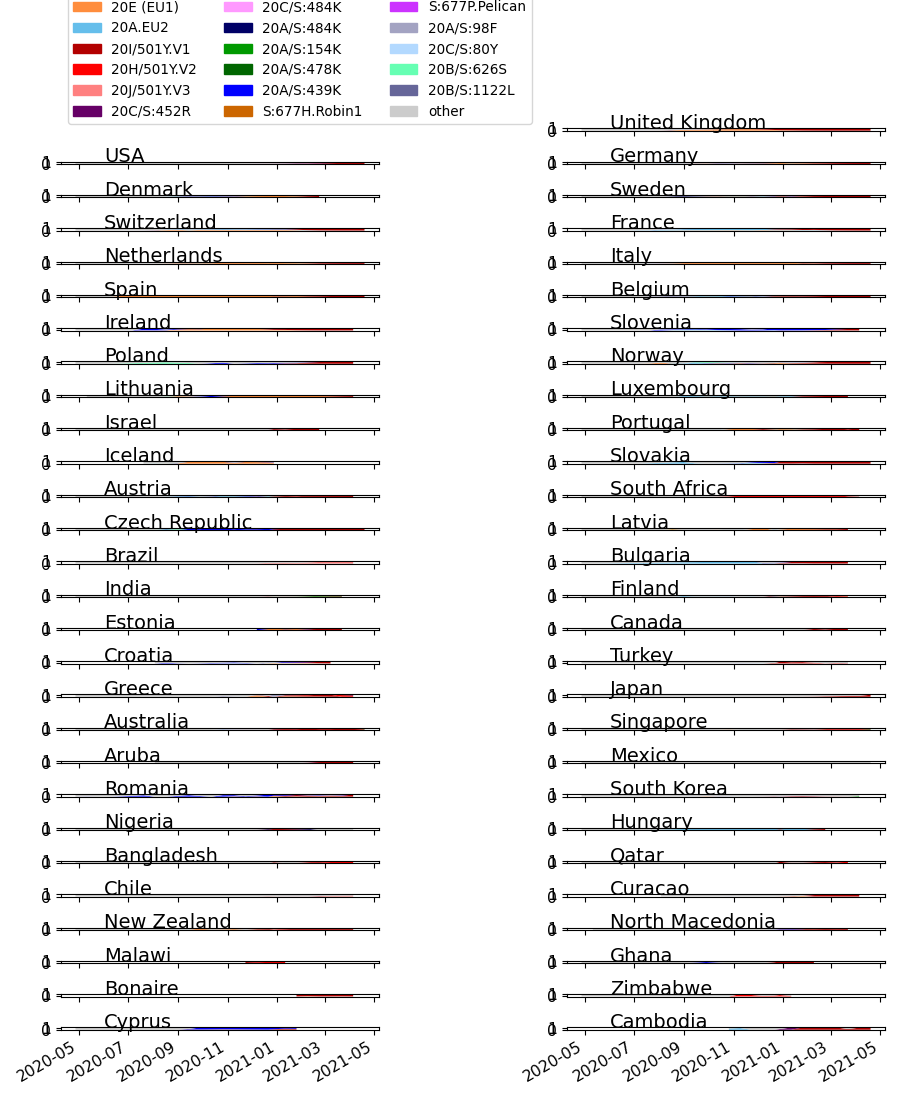 20E (EU1) 20C/S:484K S:677P.Pelican
20A.EU2 20A/S:484K 20A/S:98F
20I/501Y.V1 20A/S:154K 20C/S:80Y
20H/501Y.V2 20A/S:478K 20B/S:626S
20J/501Y.V3 20A/S:439K 20B/S:1122L
20C/S:452R S:677H.Robin1 other
United Kingdom
USA Germany
Denmark Sweden
Switzerland France
Netherlands Italy
Spain Belgium
Ireland Slovenia
Poland Norway
Lithuania Luxembourg
Israel Portugal
Iceland Slovakia
Austria South Africa
Czech Republic Latvia
Brazil Bulgaria
India Finland
Estonia Canada
Croatia Turkey
Greece Japan
Australia Singapore
Aruba Mexico
Romania South Korea
Nigeria Hungary
Bangladesh Qatar
Chile Curacao
New Zealand North Macedonia
Malawi Ghana
Bonaire Zimbabwe
Cyprus Cambodia
2020-05 2020-07 2020-09 2020-11 2021-01 2021-03 2021-05 2020-05 2020-07 2020-09 2020-11 2021-01 2021-03 2021-05